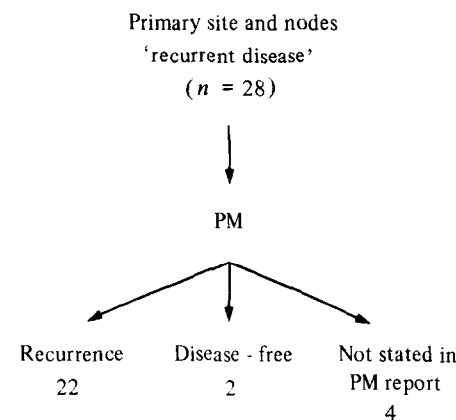 Primary site and nodes
'recurrent disease'
(n = 28)
PM
Recurrence
22
Disease - free
2
Not stated in
PM report
4